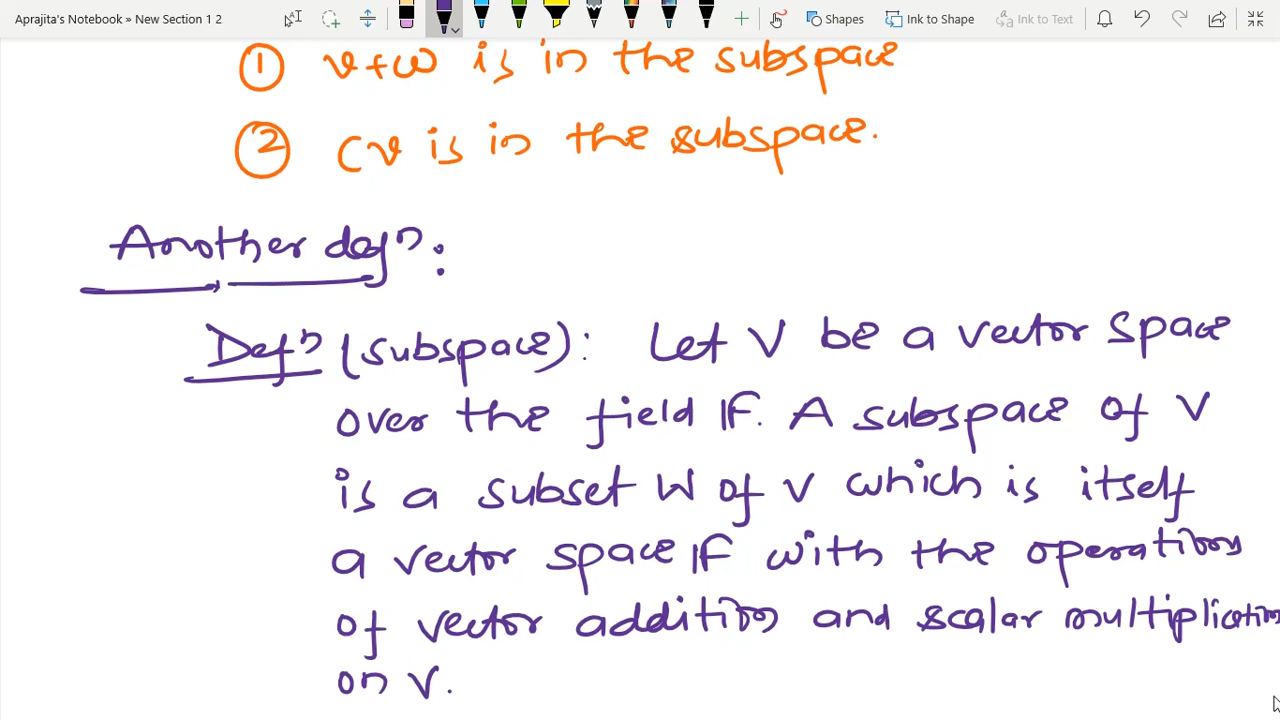 Aprajita's Notebook » New Section 1 2
Shapes
Ink to Shape
Ink to Text
① v+w is in the subspace
② cv is in the subspace.
Another defⁿ:
Defⁿ (subspace): Let V be a vector space
over the field IF. A subspace of V
is a subset W of V which is itself
a vector space IF with the operations
of vector addition and scalar multiplication
on V.